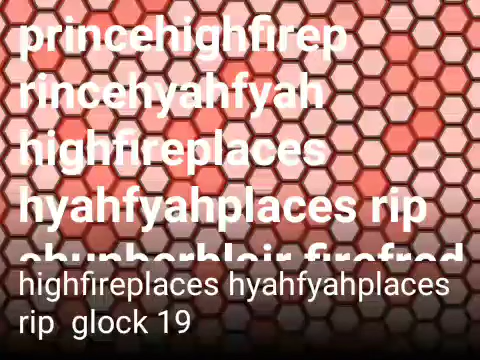 princehighfirep
rincehyahfyah
highfireplaces
hyahfyahplaces rip
highfireplaces hyahfyahplaces
rip glock 19